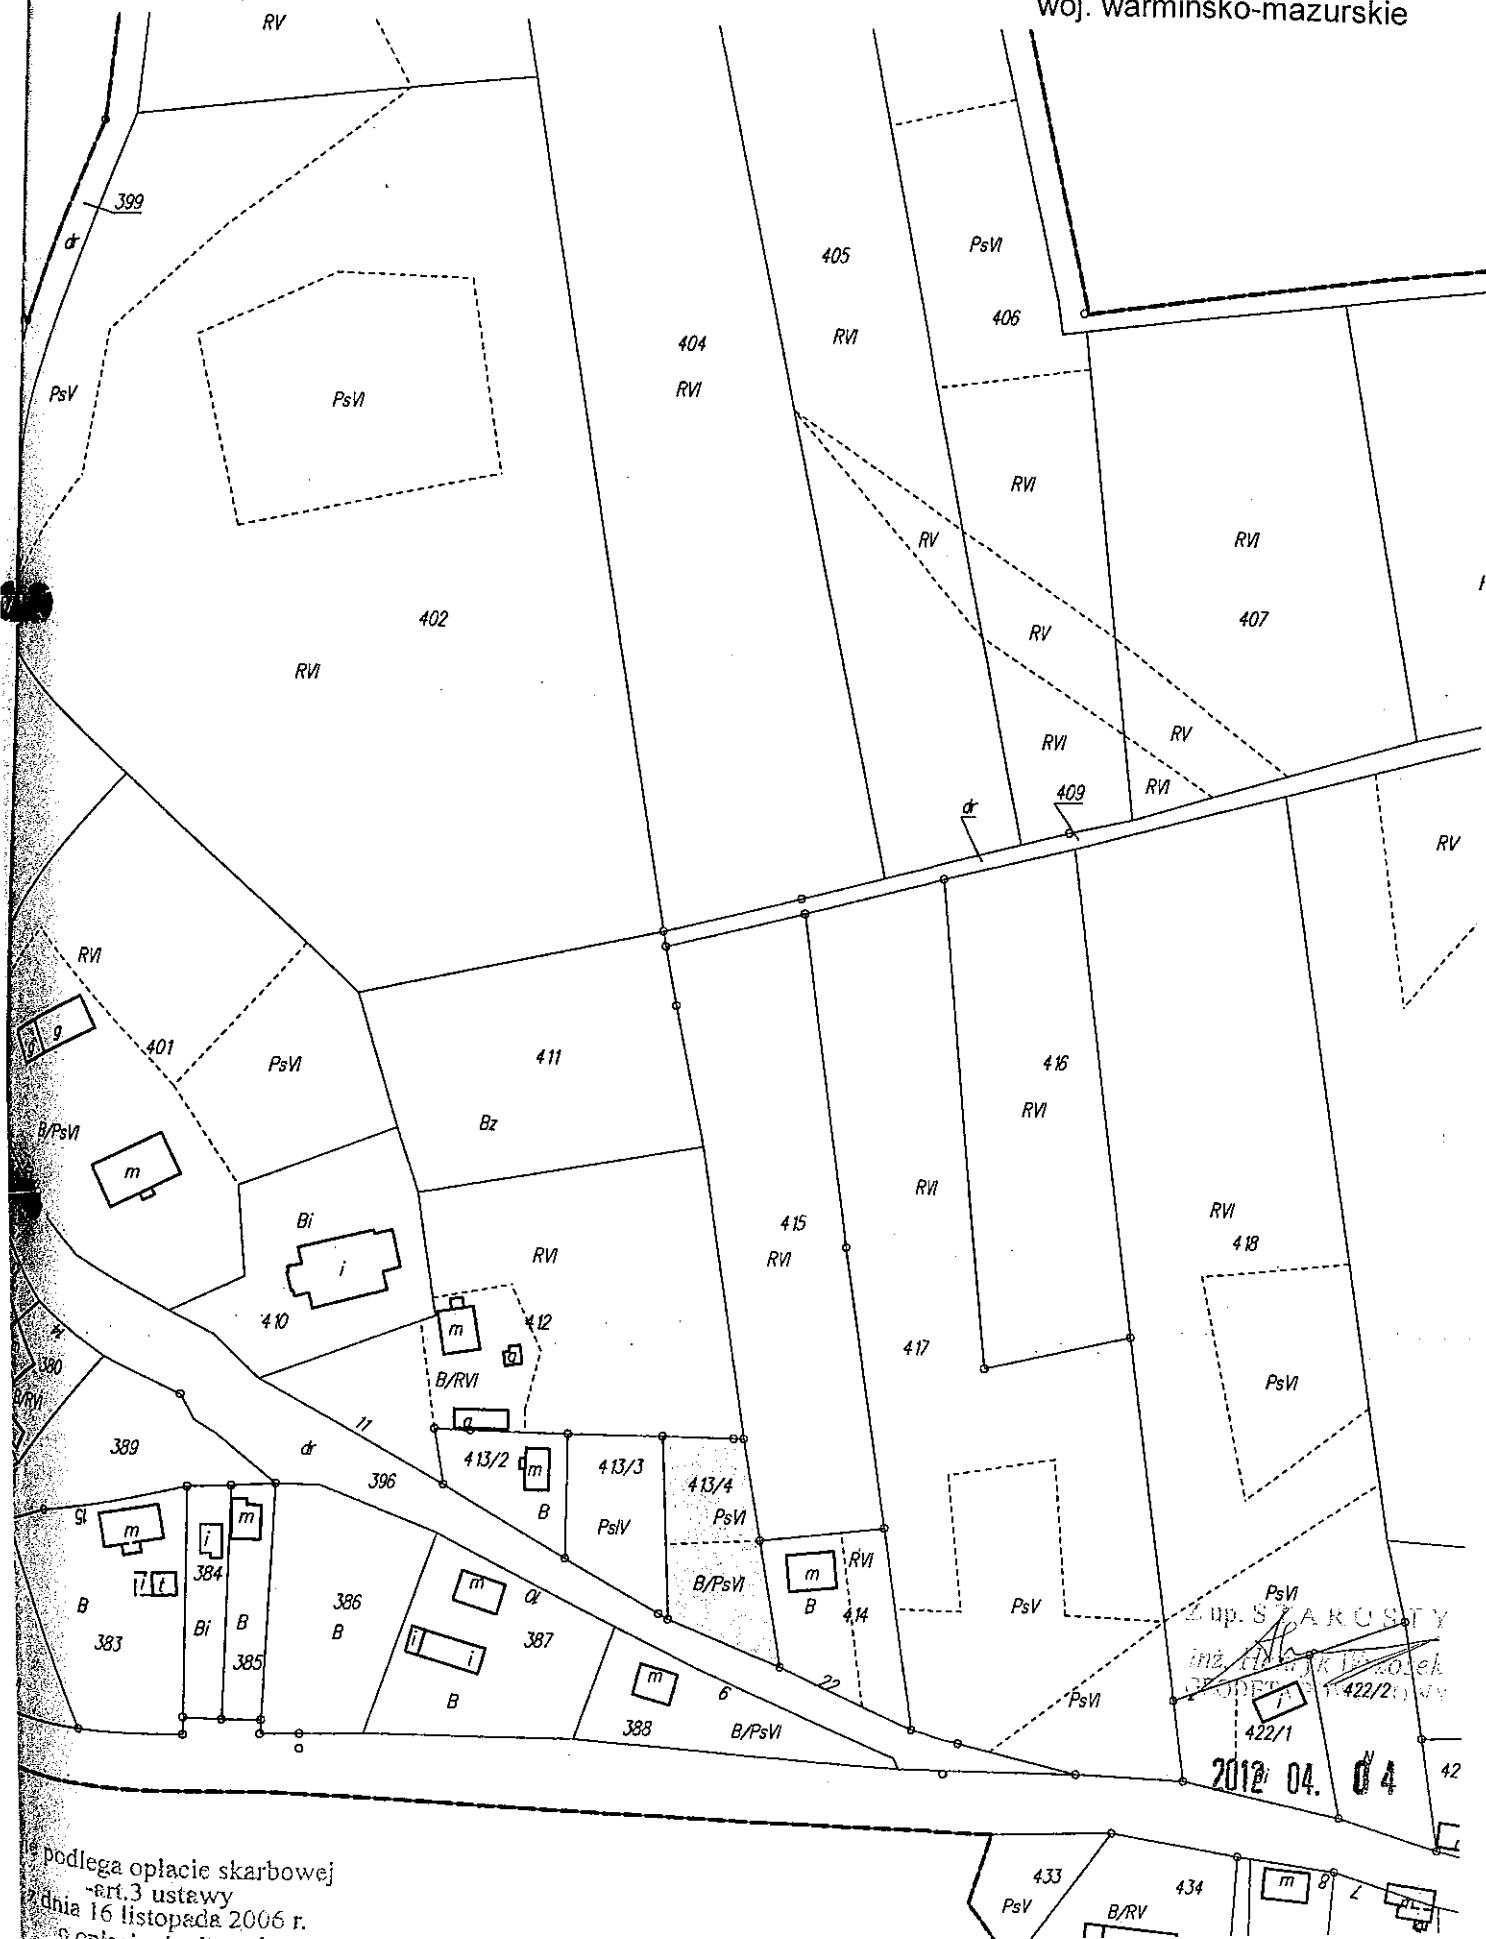 woj. warmińsko-mazurskie
RV
399
dr
405
PsVI
406
RVI
404
RVI
PsV
PsVI
RVI
RV
RVI
402
407
RV
RVI
RVI
RV
RVI
409
dr
RV
RVI
401
PsVI
411
416
RVI
Bz
g
g
B/PsVI
m
RVI
415
RVI
418
Bi
RVI
RVI
i
410
412
m
g
417
PsVI
380
B/RVI
B/RVI
11
g
389
dr
396
413/2
m
413/3
413/4
B
PsIV
PsVI
15
m
i
m
384
RVI
m
B/PsVI
B
414
m
386
B
B
Bi
B
387
PsV
PsVI
383
385
i
i
B
m
388
6
22
B/PsVI
PsVI
Z up. STAROSTY
422/2
i
422/1
2012 04. 04
42
podlega opłacie skarbowej
-art.3 ustawy
z dnia 16 listopada 2006 r.
433
434
PsV
B/RV
m
8
7
m